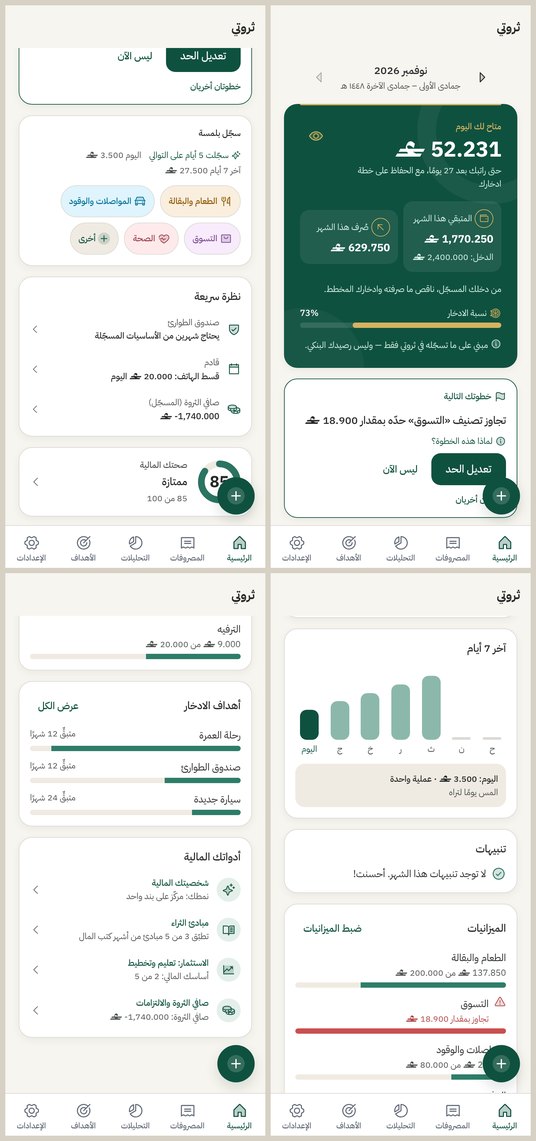 ثروتي
نوفمبر 2026
جمادى الأولى – جمادى الآخرة ١٤٤٨ هـ
متاح لك اليوم
52.231
حتى راتبك بعد 27 يومًا، مع الحفاظ على خطة ادخارك
المتبقي هذا الشهر
1,770.250
الدخل: 2,400.000
صُرف هذا الشهر
629.750
من دخلك المسجّل، ناقص ما صرفته وادخارك المخطط.
نسبة الادخار
73%
مبني على ما تسجّله في ثروتي فقط — وليس رصيدك البنكي.
خطوتك التالية
تجاوز تصنيف «التسوق» حدّه بمقدار 18.900
لماذا هذه الخطوة؟
تعديل الحد
ليس الآن
أخريان
الرئيسية
المصروفات
التحليلات
الأهداف
الإعدادات
ثروتي
تعديل الحد
ليس الآن
خطوتان أخريان
سجّل بلمسة
سجّلت 5 أيام على التوالي
اليوم 3.500
آخر 7 أيام 27.500
الطعام والبقالة
المواصلات والوقود
التسوق
الصحة
أخرى
نظرة سريعة
صندوق الطوارئ
يحتاج شهرين من الأساسيات المسجّلة
قادم
قسط الهاتف: 20.000 اليوم
صافي الثروة (المسجّل)
-1,740.000
85
صحتك المالية
ممتازة
85 من 100
الرئيسية
المصروفات
التحليلات
الأهداف
الإعدادات
ثروتي
آخر 7 أيام
ح
ن
ث
ر
خ
ج
اليوم
اليوم: 3.500 · عملية واحدة
المس يومًا لتراه
تنبيهات
لا توجد تنبيهات هذا الشهر. أحسنت!
الميزانيات
ضبط الميزانيات
الطعام والبقالة
137.850 من 200.000
التسوق
تجاوز بمقدار 18.900
والوقود
من 80.000
الرئيسية
المصروفات
التحليلات
الأهداف
الإعدادات
ثروتي
الترفيه
9.000 من 20.000
أهداف الادخار
عرض الكل
رحلة العمرة
متبقٍّ 12 شهرًا
صندوق الطوارئ
متبقٍّ 12 شهرًا
سيارة جديدة
متبقٍّ 24 شهرًا
أدواتك المالية
شخصيتك المالية
نمطك: مركّز على بند واحد
مبادئ الثراء
تطبّق 3 من 5 مبادئ من أشهر كتب المال
الاستثمار: تعليم وتخطيط
أساسك المالي: 2 من 5
صافي الثروة والالتزامات
صافي الثروة: -1,740.000
الرئيسية
المصروفات
التحليلات
الأهداف
الإعدادات